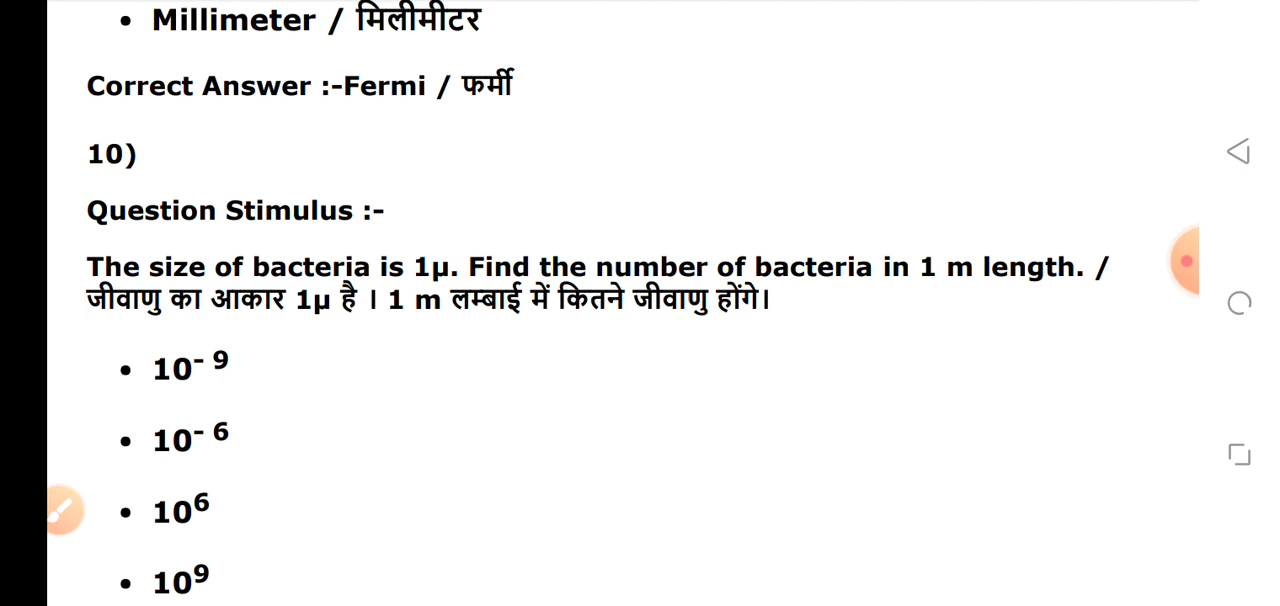 • Millimeter / मिलीमीटर
Correct Answer :-Fermi / फर्मी
10)
Question Stimulus :-
The size of bacteria is 1μ. Find the number of bacteria in 1 m length. /
जीवाणु का आकार 1μ है । 1 m लम्बाई में कितने जीवाणु होंगे।
• 10⁻ ⁹
• 10⁻ ⁶
• 10⁶
• 10⁹